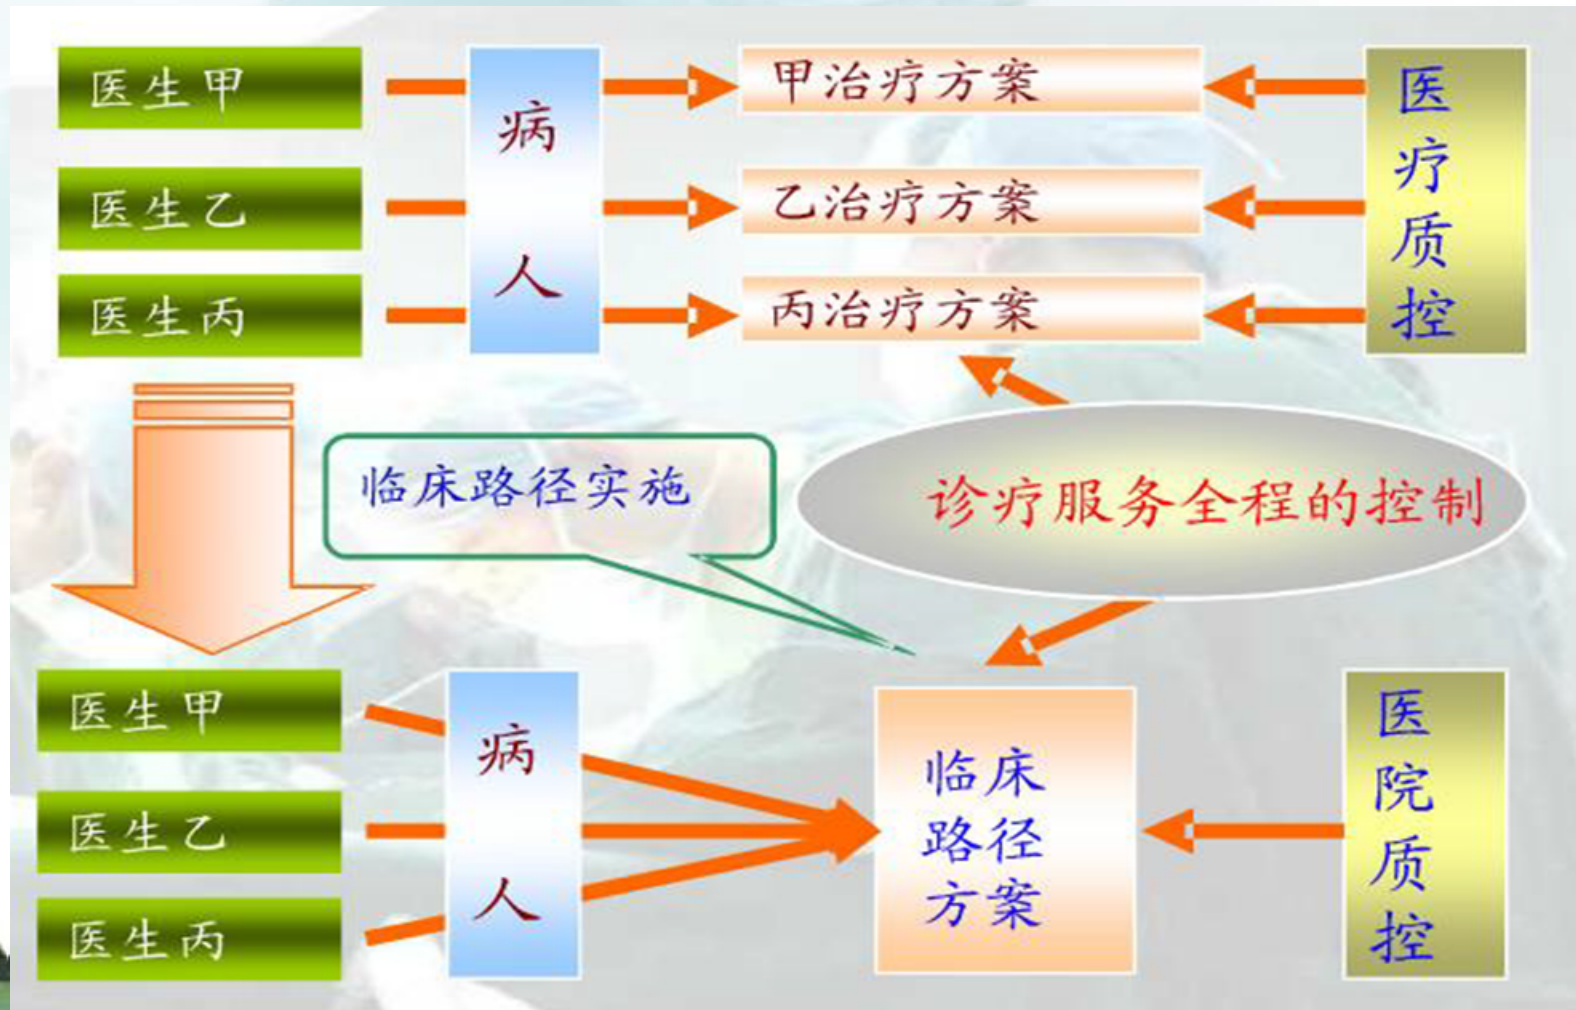 医生甲
病人
甲治疗方案
医疗质控
医生乙
乙治疗方案
医生丙
丙治疗方案
临床路径实施
诊疗服务全程的控制
医生甲
病人
临床
路径
方案
医院质控
医生乙
医生丙